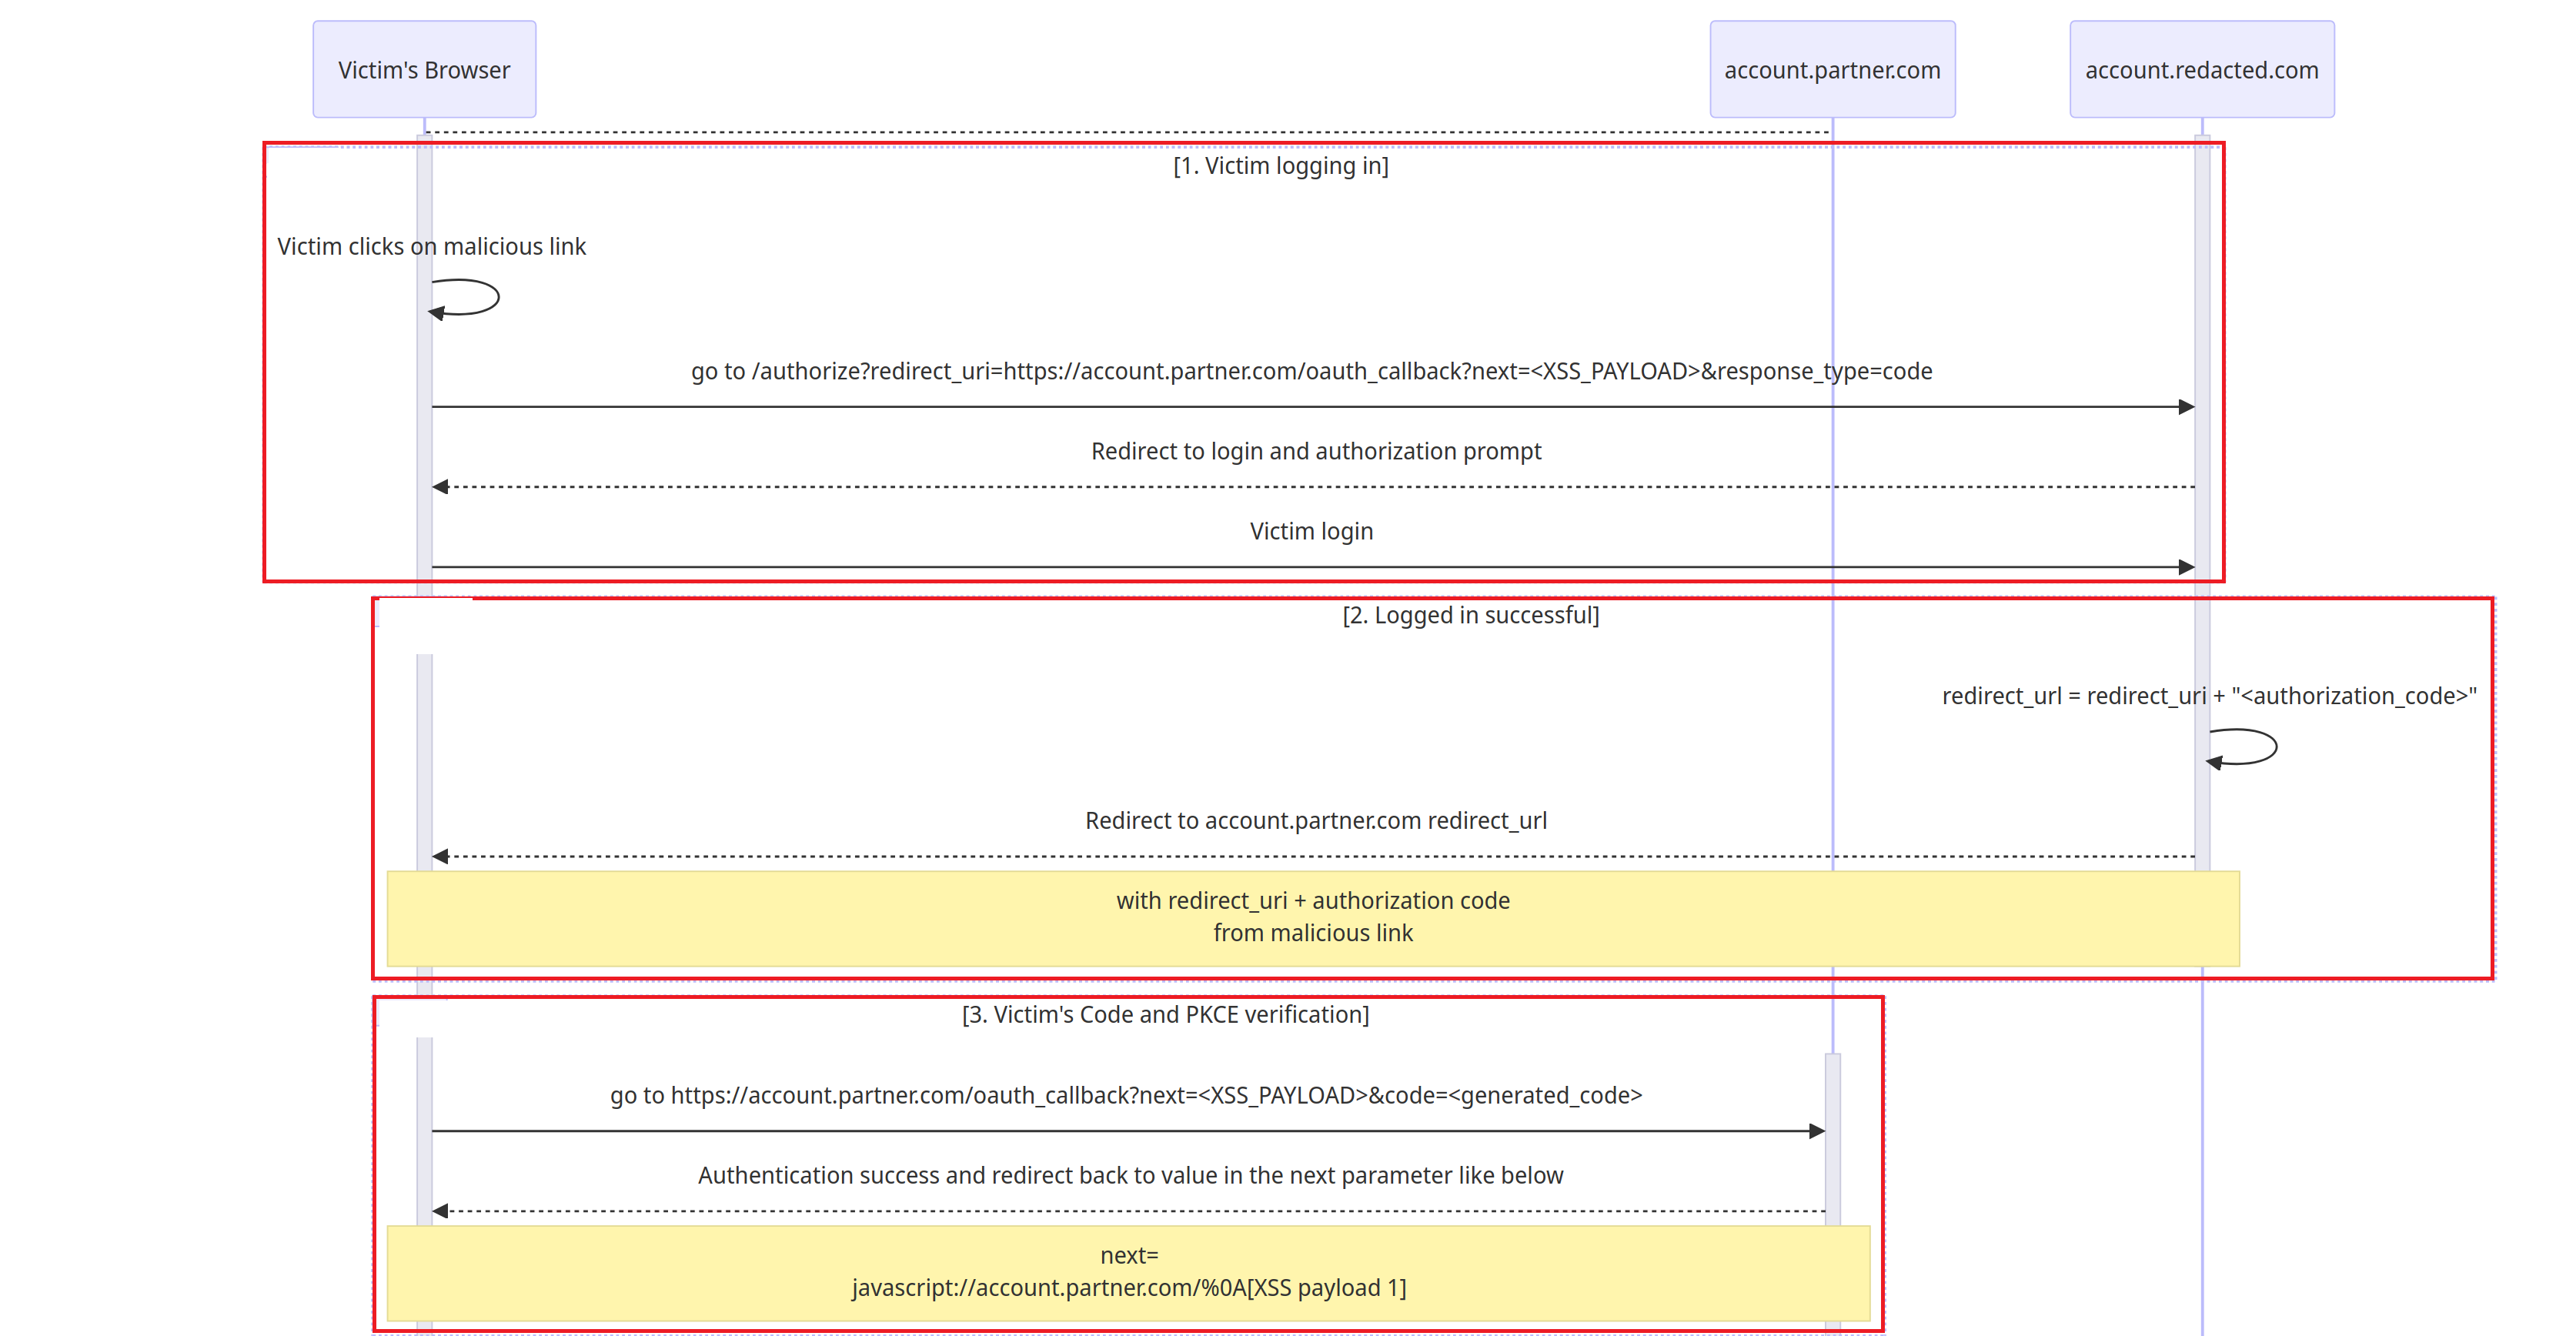 Victim's Browser
account.partner.com
account.redacted.com
[1. Victim logging in]
Victim clicks on malicious link
go to /authorize?redirect_uri=https://account.partner.com/oauth_callback?next=<XSS_PAYLOAD>&response_type=code
Redirect to login and authorization prompt
Victim login
[2. Logged in successful]
redirect_url = redirect_uri + "<authorization_code>"
Redirect to account.partner.com redirect_url
with redirect_uri + authorization code
from malicious link
[3. Victim's Code and PKCE verification]
go to https://account.partner.com/oauth_callback?next=<XSS_PAYLOAD>&code=<generated_code>
Authentication success and redirect back to value in the next parameter like below
next=
javascript://account.partner.com/%0A[XSS payload 1]